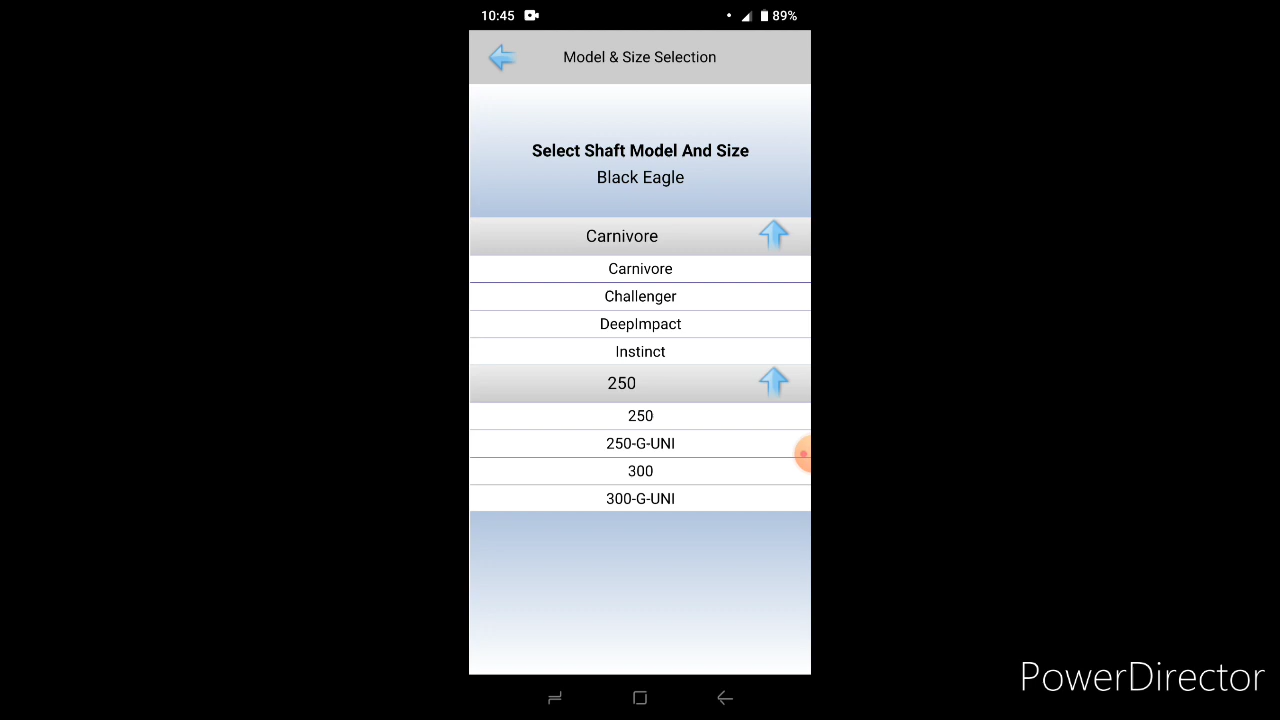 10:45
89%
Model & Size Selection
Select Shaft Model And Size
Black Eagle
Carnivore
Carnivore
Challenger
DeepImpact
Instinct
250
250
250-G-UNI
300
300-G-UNI
PowerDirector